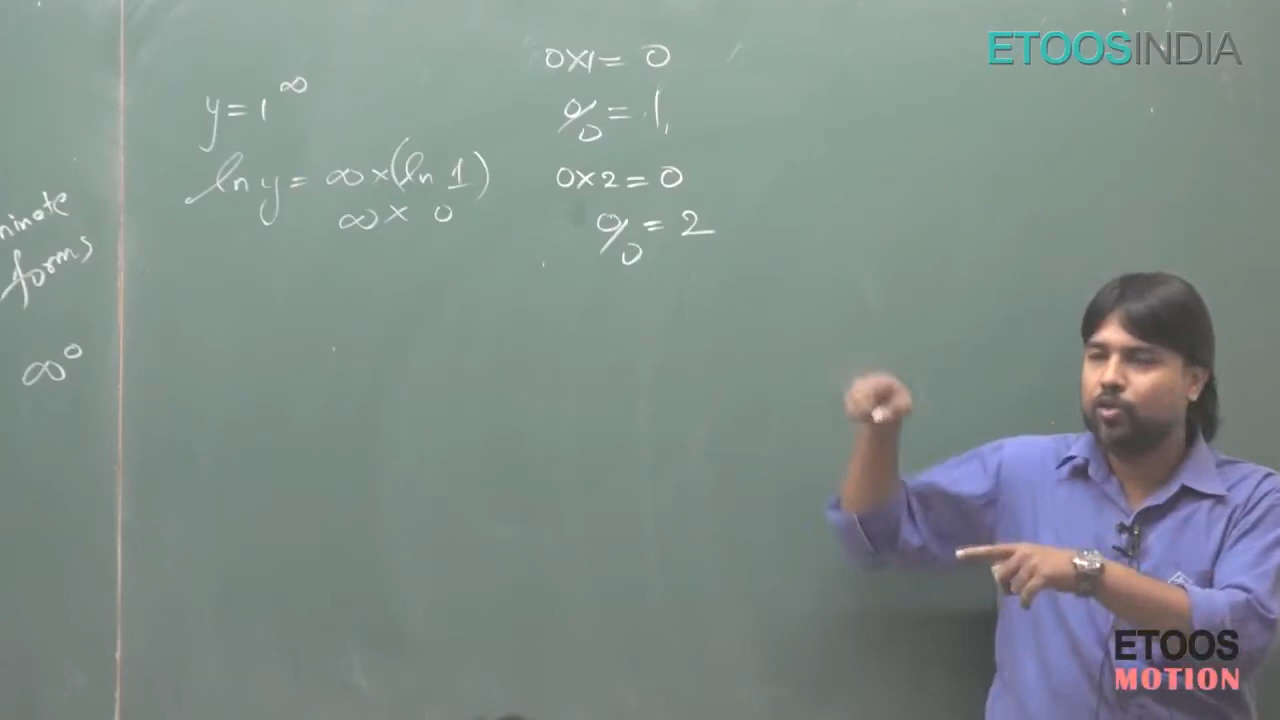 minate
forms
∞⁰
y = 1^∞
ln y = ∞ × (ln 1)
∞ × 0
0×1 = 0
0/0 = 1,
0×2 = 0
0/0 = 2
ETOOSINDIA
ETOOS
MOTION